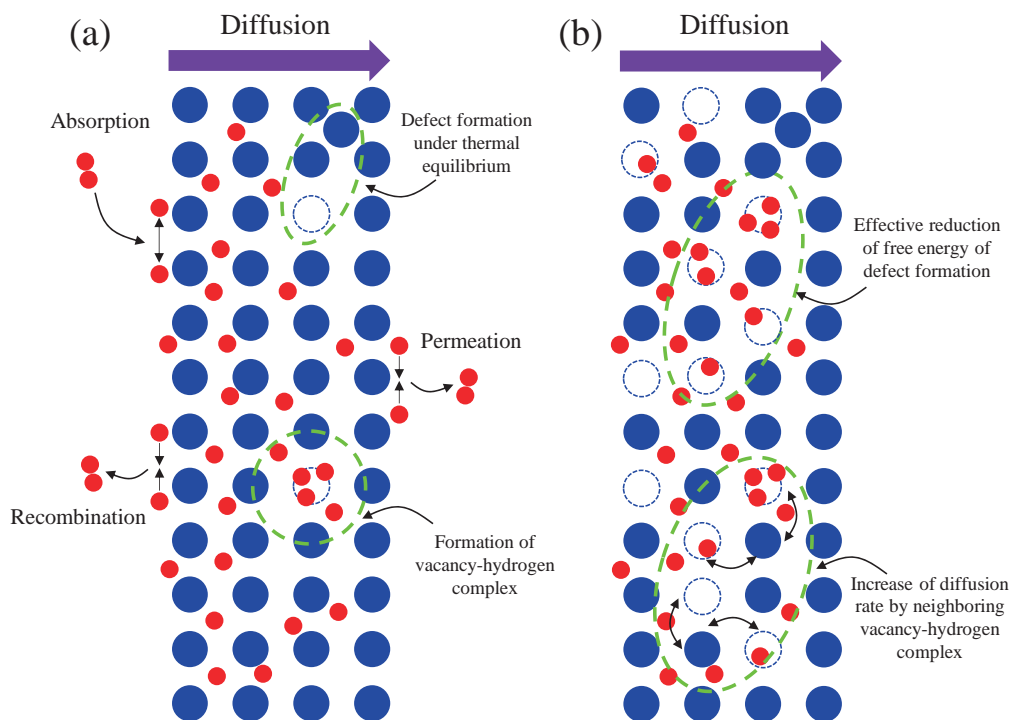 (a)
Diffusion
Absorption
Defect formation
under thermal
equilibrium
Permeation
Recombination
Formation of
vacancy-hydrogen
complex
(b)
Diffusion
Effective reduction
of free energy of
defect formation
Increase of diffusion
rate by neighboring
vacancy-hydrogen
complex